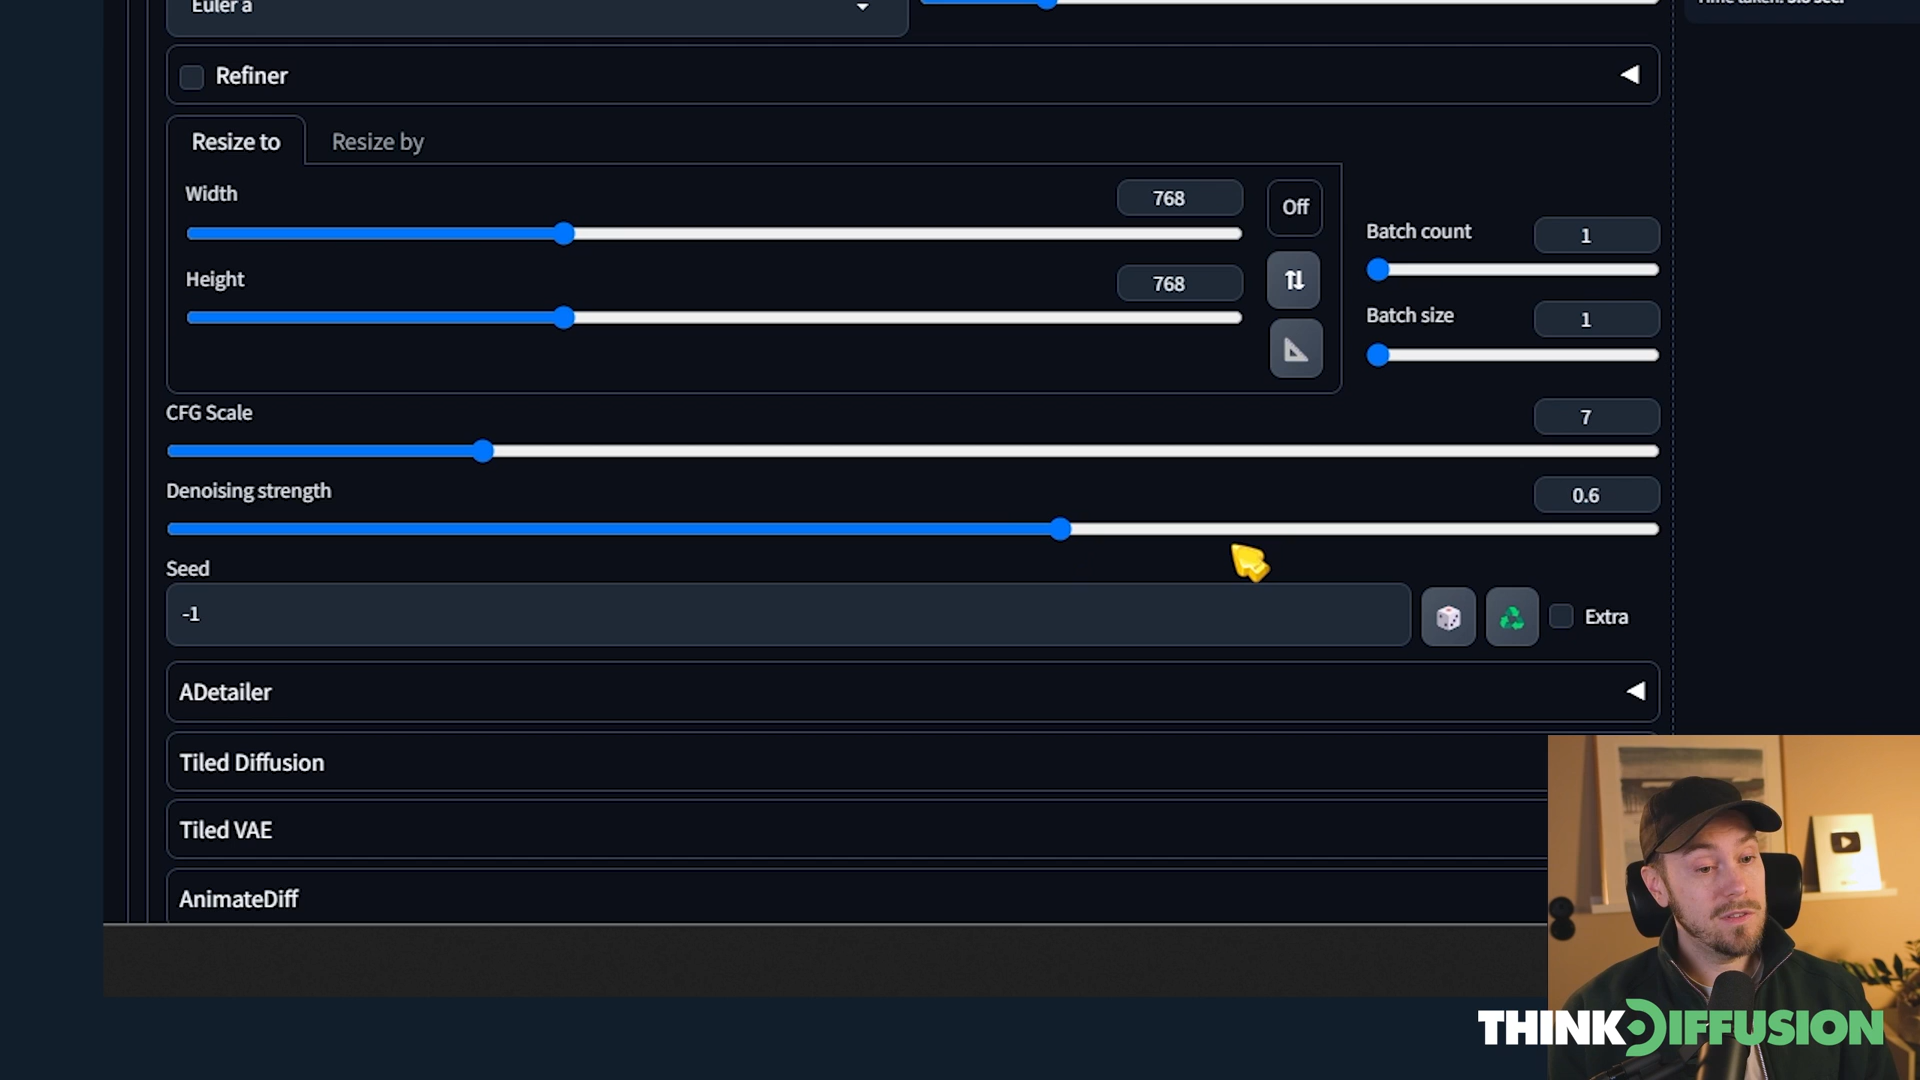 Euler a
Refiner
Resize to
Resize by
Width
768
Off
Height
768
Batch count
1
Batch size
1
CFG Scale
7
Denoising strength
0.6
Seed
-1
Extra
ADetailer
Tiled Diffusion
Tiled VAE
AnimateDiff
THINKDIFFUSION